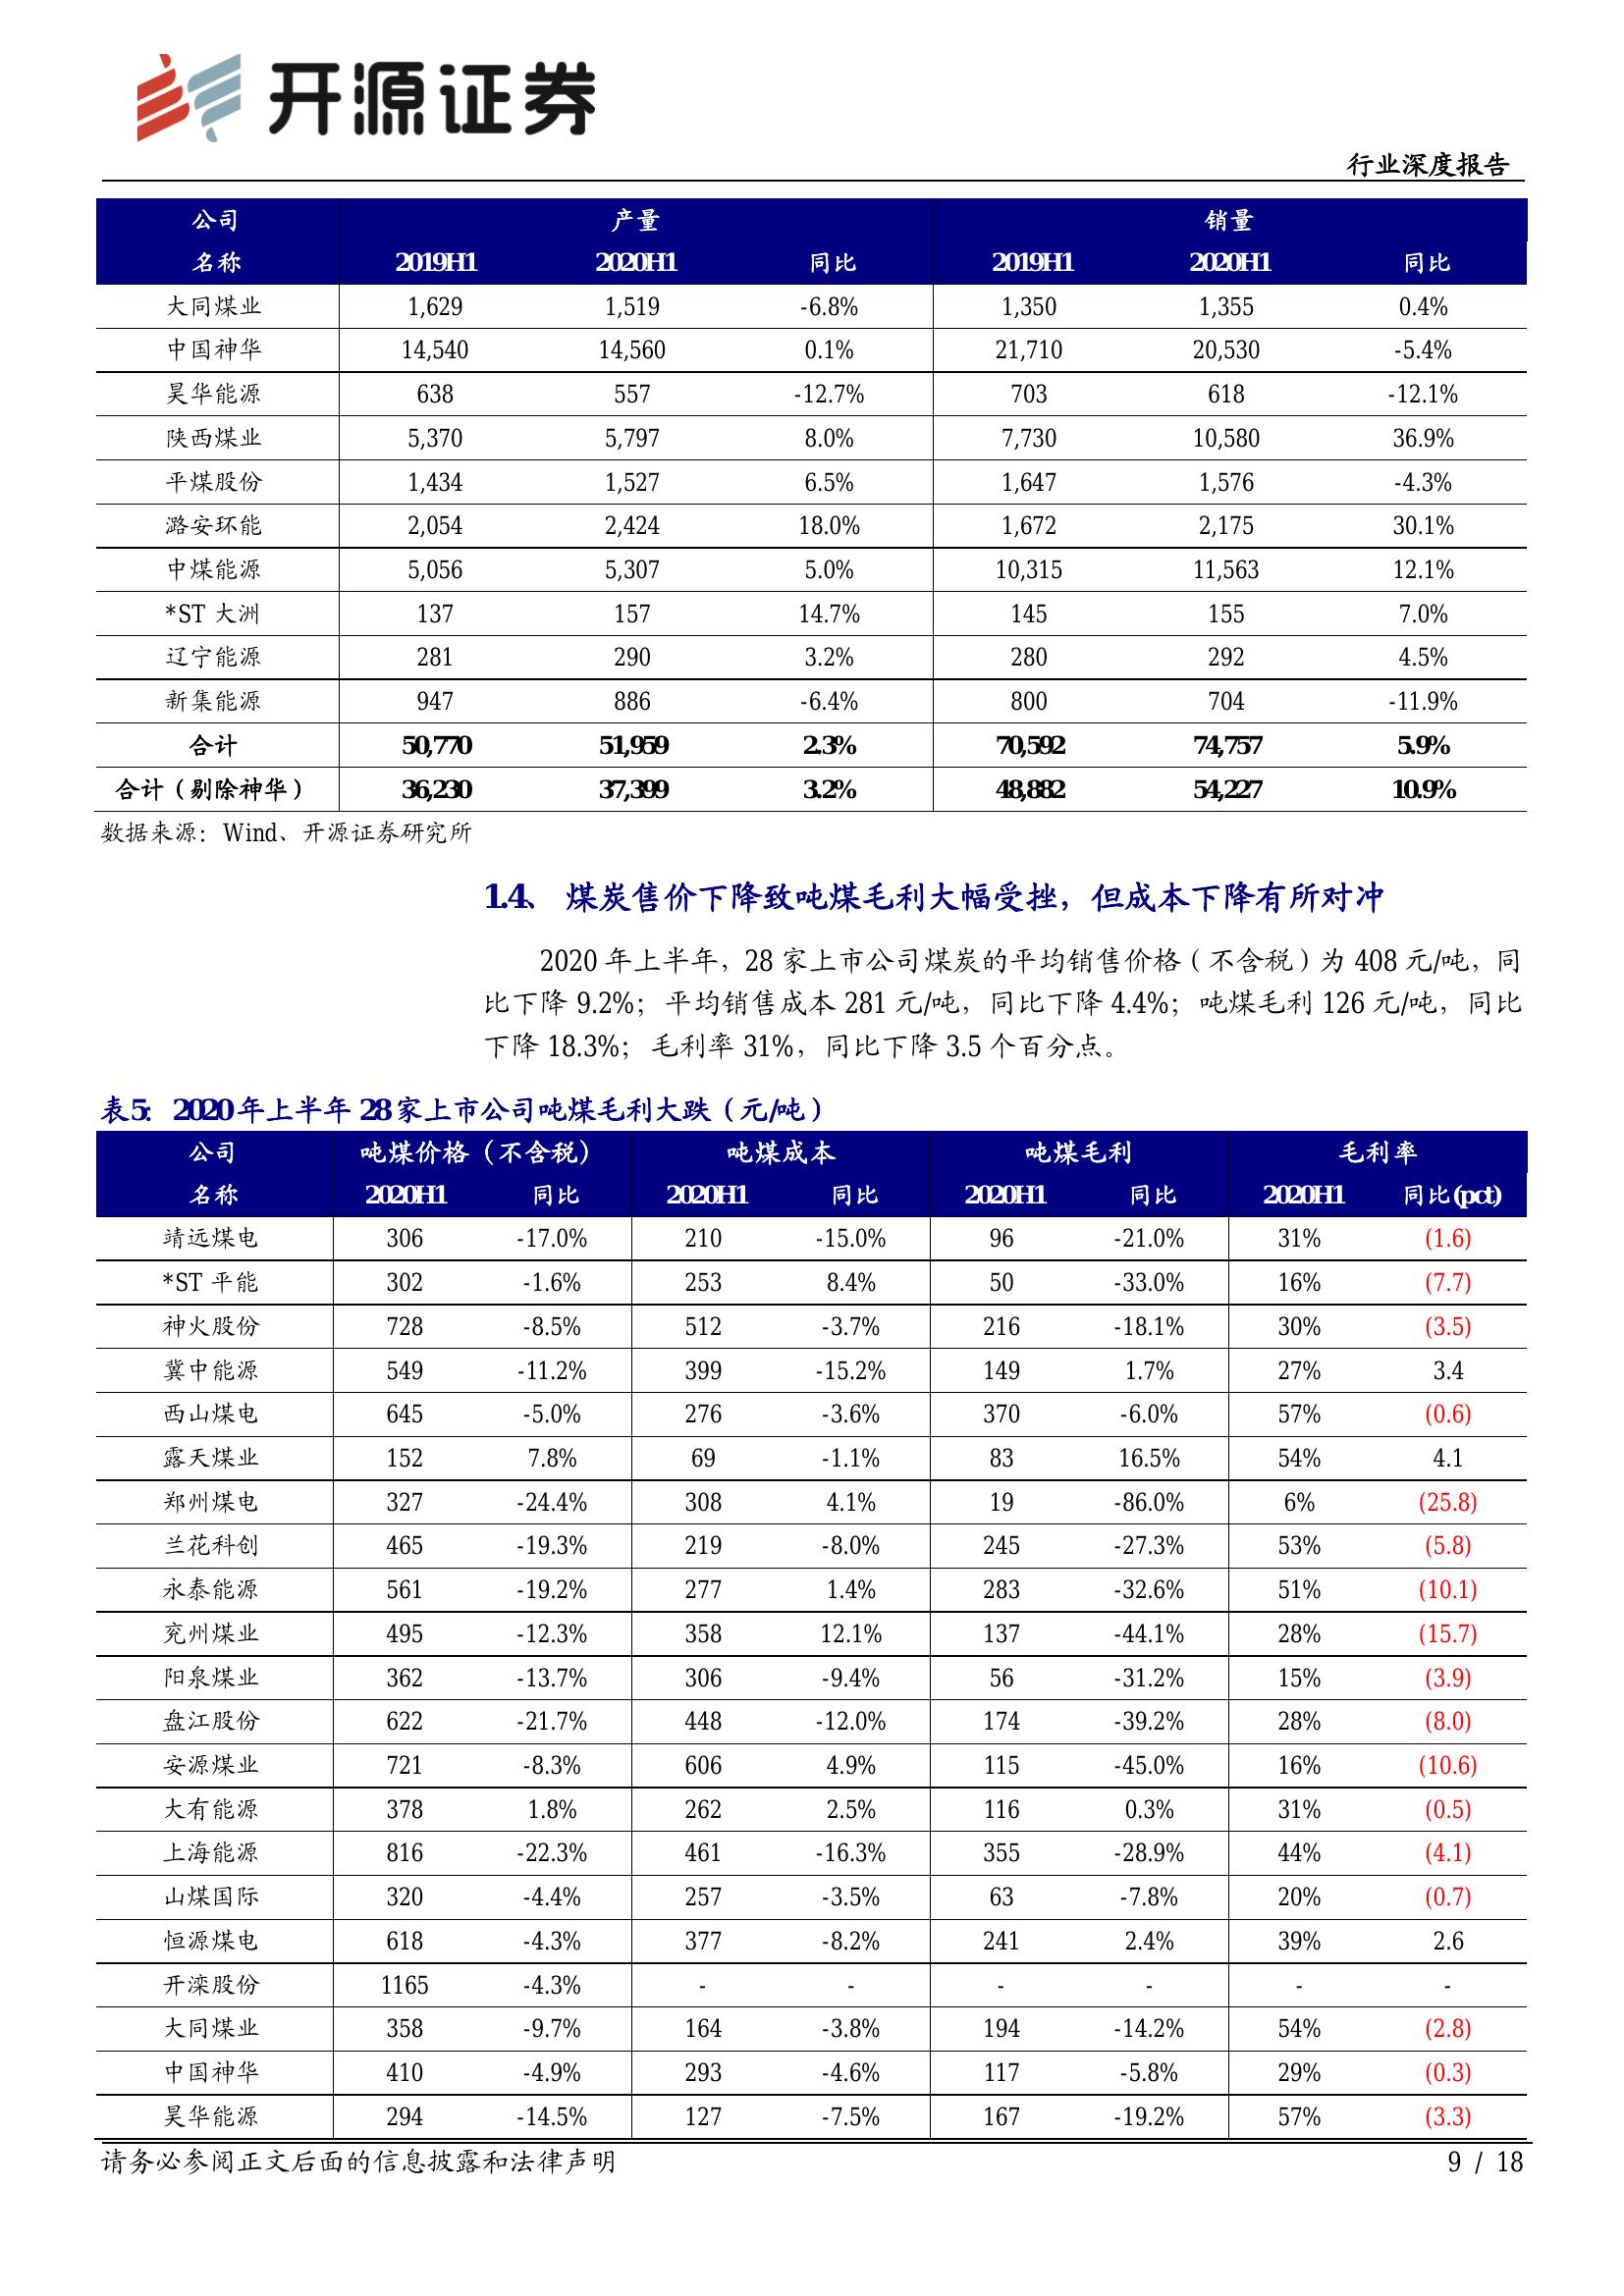 开源证券
行业深度报告
公司 产量 销量
名称 2019H1 2020H1 同比 2019H1 2020H1 同比
大同煤业 1,629 1,519 -6.8% 1,350 1,355 0.4%
中国神华 14,540 14,560 0.1% 21,710 20,530 -5.4%
昊华能源 638 557 -12.7% 703 618 -12.1%
陕西煤业 5,370 5,797 8.0% 7,730 10,580 36.9%
平煤股份 1,434 1,527 6.5% 1,647 1,576 -4.3%
潞安环能 2,054 2,424 18.0% 1,672 2,175 30.1%
中煤能源 5,056 5,307 5.0% 10,315 11,563 12.1%
*ST 大洲 137 157 14.7% 145 155 7.0%
辽宁能源 281 290 3.2% 280 292 4.5%
新集能源 947 886 -6.4% 800 704 -11.9%
合计 50,770 51,959 2.3% 70,592 74,757 5.9%
合计（剔除神华） 36,230 37,399 3.2% 48,882 54,227 10.9%
数据来源：Wind、开源证券研究所
1.4、 煤炭售价下降致吨煤毛利大幅受挫，但成本下降有所对冲
2020 年上半年，28 家上市公司煤炭的平均销售价格（不含税）为 408 元/吨，同
比下降 9.2%；平均销售成本 281 元/吨，同比下降 4.4%；吨煤毛利 126 元/吨，同比
下降 18.3%；毛利率 31%，同比下降 3.5 个百分点。
表5： 2020 年上半年 28 家上市公司吨煤毛利大跌（元/吨）
公司 吨煤价格（不含税） 吨煤成本 吨煤毛利 毛利率
名称 2020H1 同比 2020H1 同比 2020H1 同比 2020H1 同比(pct)
靖远煤电 306 -17.0% 210 -15.0% 96 -21.0% 31% (1.6)
*ST 平能 302 -1.6% 253 8.4% 50 -33.0% 16% (7.7)
神火股份 728 -8.5% 512 -3.7% 216 -18.1% 30% (3.5)
冀中能源 549 -11.2% 399 -15.2% 149 1.7% 27% 3.4
西山煤电 645 -5.0% 276 -3.6% 370 -6.0% 57% (0.6)
露天煤业 152 7.8% 69 -1.1% 83 16.5% 54% 4.1
郑州煤电 327 -24.4% 308 4.1% 19 -86.0% 6% (25.8)
兰花科创 465 -19.3% 219 -8.0% 245 -27.3% 53% (5.8)
永泰能源 561 -19.2% 277 1.4% 283 -32.6% 51% (10.1)
兖州煤业 495 -12.3% 358 12.1% 137 -44.1% 28% (15.7)
阳泉煤业 362 -13.7% 306 -9.4% 56 -31.2% 15% (3.9)
盘江股份 622 -21.7% 448 -12.0% 174 -39.2% 28% (8.0)
安源煤业 721 -8.3% 606 4.9% 115 -45.0% 16% (10.6)
大有能源 378 1.8% 262 2.5% 116 0.3% 31% (0.5)
上海能源 816 -22.3% 461 -16.3% 355 -28.9% 44% (4.1)
山煤国际 320 -4.4% 257 -3.5% 63 -7.8% 20% (0.7)
恒源煤电 618 -4.3% 377 -8.2% 241 2.4% 39% 2.6
开滦股份 1165 -4.3% - - - - - -
大同煤业 358 -9.7% 164 -3.8% 194 -14.2% 54% (2.8)
中国神华 410 -4.9% 293 -4.6% 117 -5.8% 29% (0.3)
昊华能源 294 -14.5% 127 -7.5% 167 -19.2% 57% (3.3)
请务必参阅正文后面的信息披露和法律声明 9 / 18